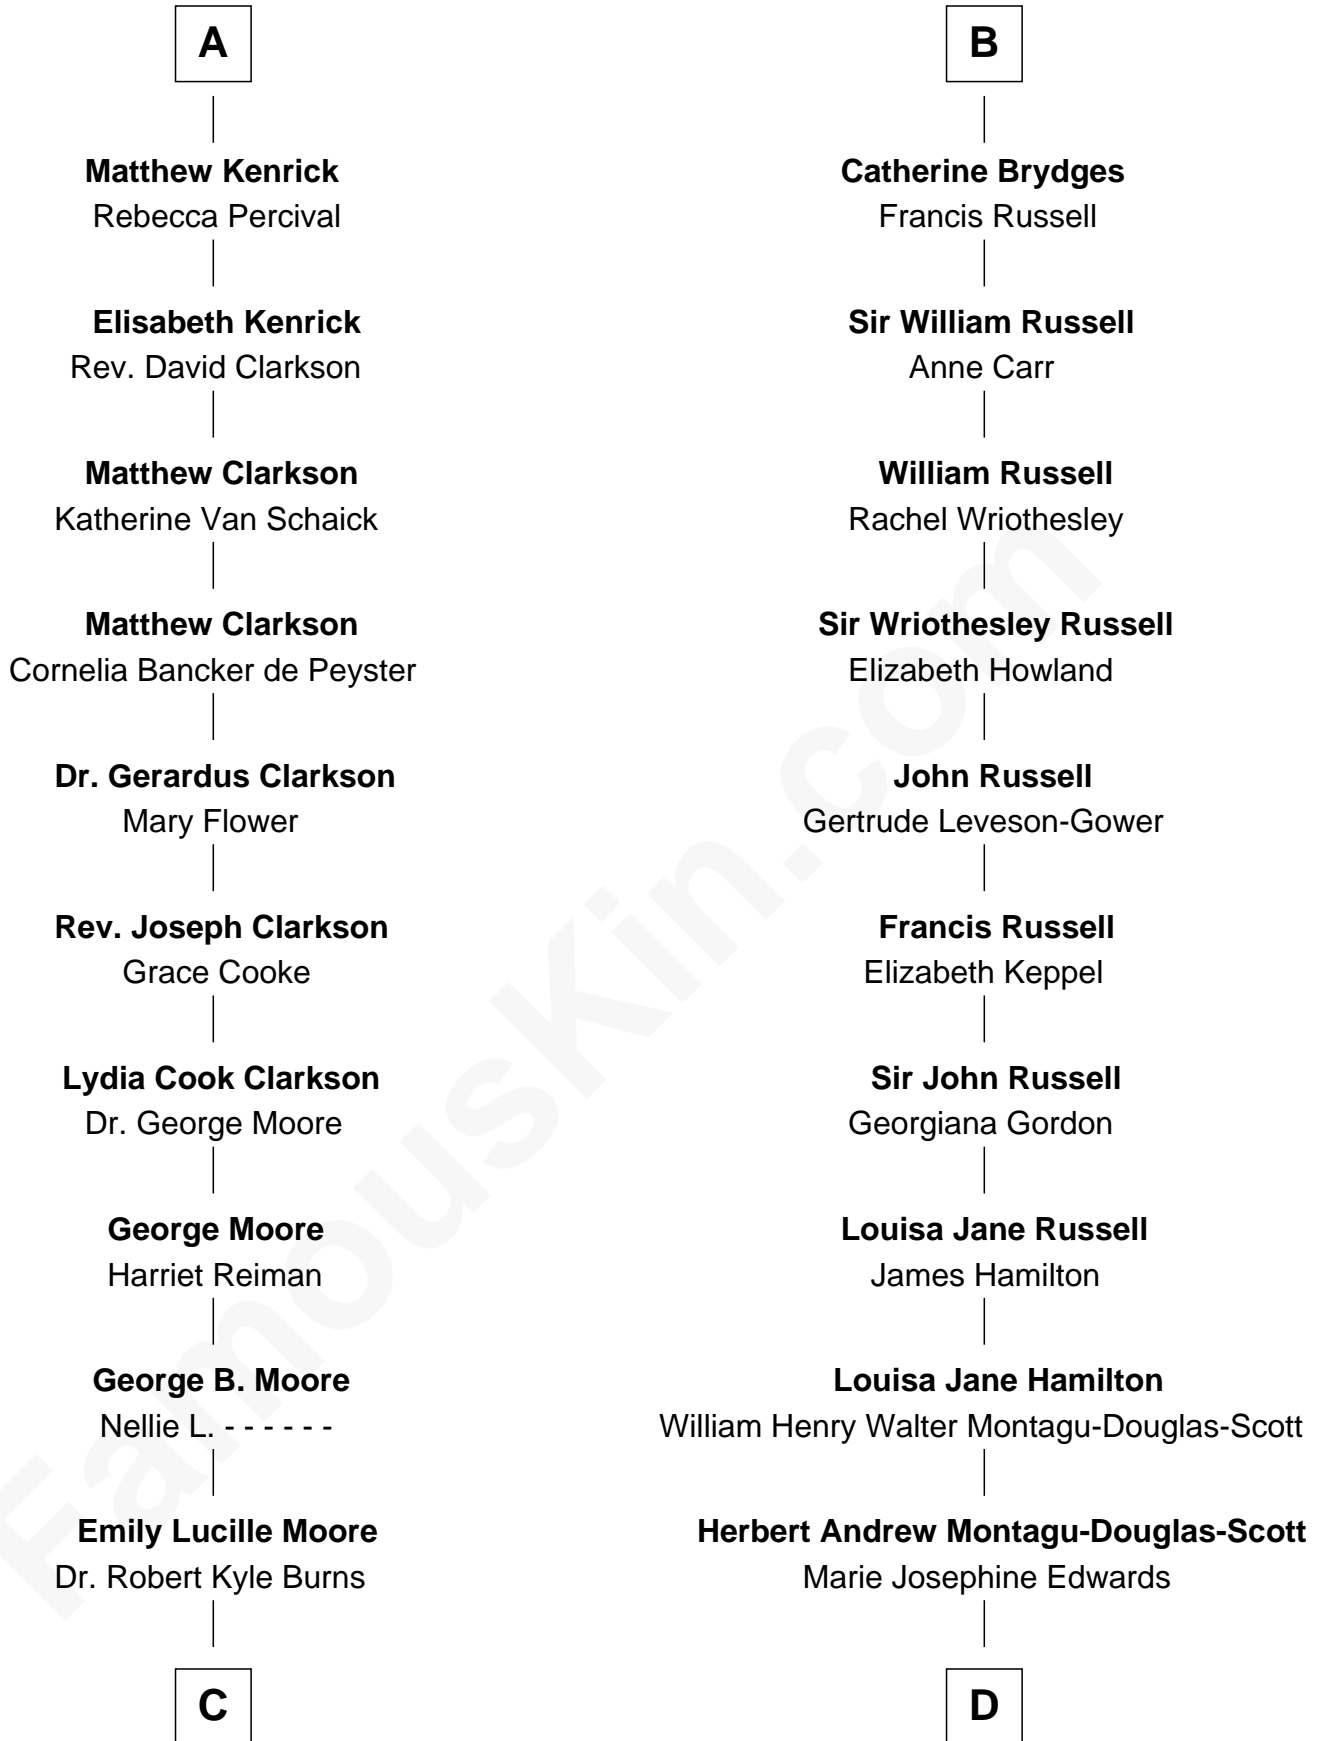 A
Matthew Kenrick
Rebecca Percival
Elisabeth Kenrick
Rev. David Clarkson
Matthew Clarkson
Katherine Van Schaick
Matthew Clarkson
Cornelia Bancker de Peyster
Dr. Gerardus Clarkson
Mary Flower
Rev. Joseph Clarkson
Grace Cooke
Lydia Cook Clarkson
Dr. George Moore
George Moore
Harriet Reiman
George B. Moore
Nellie L. - - - - - -
Emily Lucille Moore
Dr. Robert Kyle Burns
C
B
Catherine Brydges
Francis Russell
Sir William Russell
Anne Carr
William Russell
Rachel Wriothesley
Sir Wriothesley Russell
Elizabeth Howland
John Russell
Gertrude Leveson-Gower
Francis Russell
Elizabeth Keppel
Sir John Russell
Georgiana Gordon
Louisa Jane Russell
James Hamilton
Louisa Jane Hamilton
William Henry Walter Montagu-Douglas-Scott
Herbert Andrew Montagu-Douglas-Scott
Marie Josephine Edwards
D
FamousKin.com